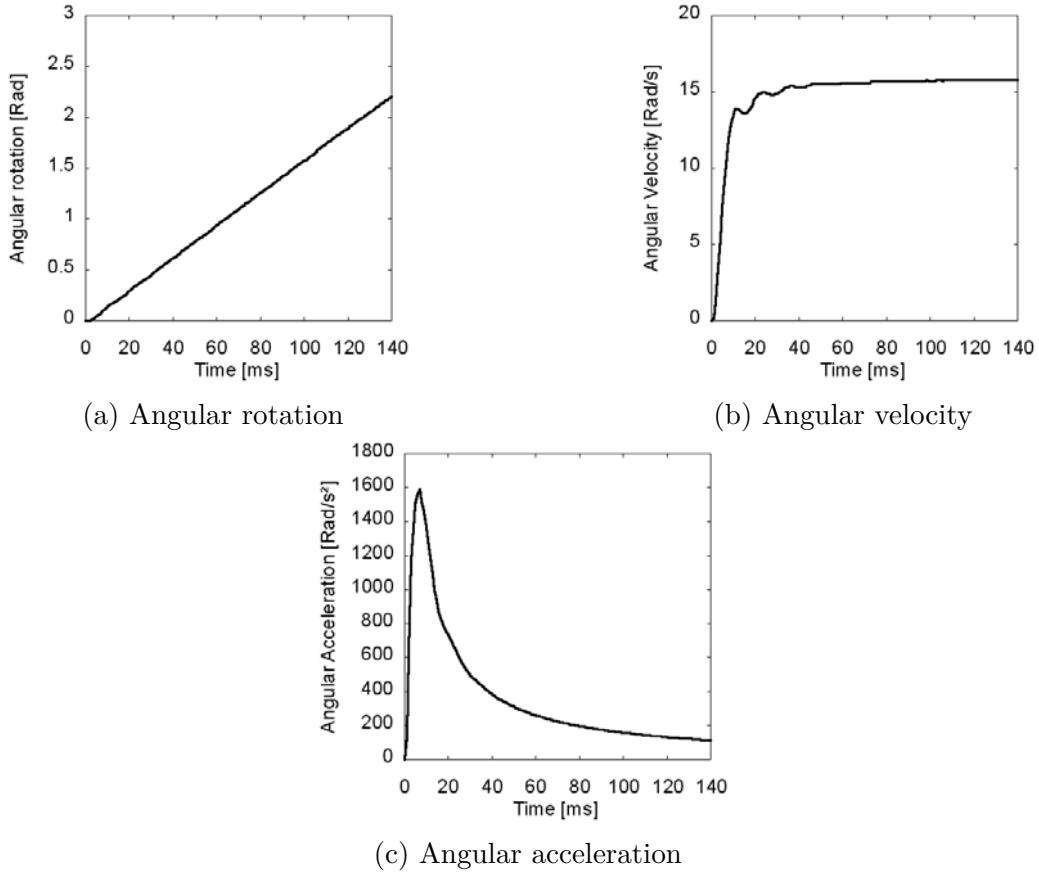 3
2.5
2
1.5
1
0.5
0
Angular rotation [Rad]
0 20 40 60 80 100 120 140
Time [ms]
(a) Angular rotation
20
15
10
5
0
Angular Velocity [Rad/s]
0 20 40 60 80 100 120 140
Time [ms]
(b) Angular velocity
1800
1600
1400
1200
1000
800
600
400
200
0
Angular Acceleration [Rad/s²]
0 20 40 60 80 100 120 140
Time [ms]
(c) Angular acceleration